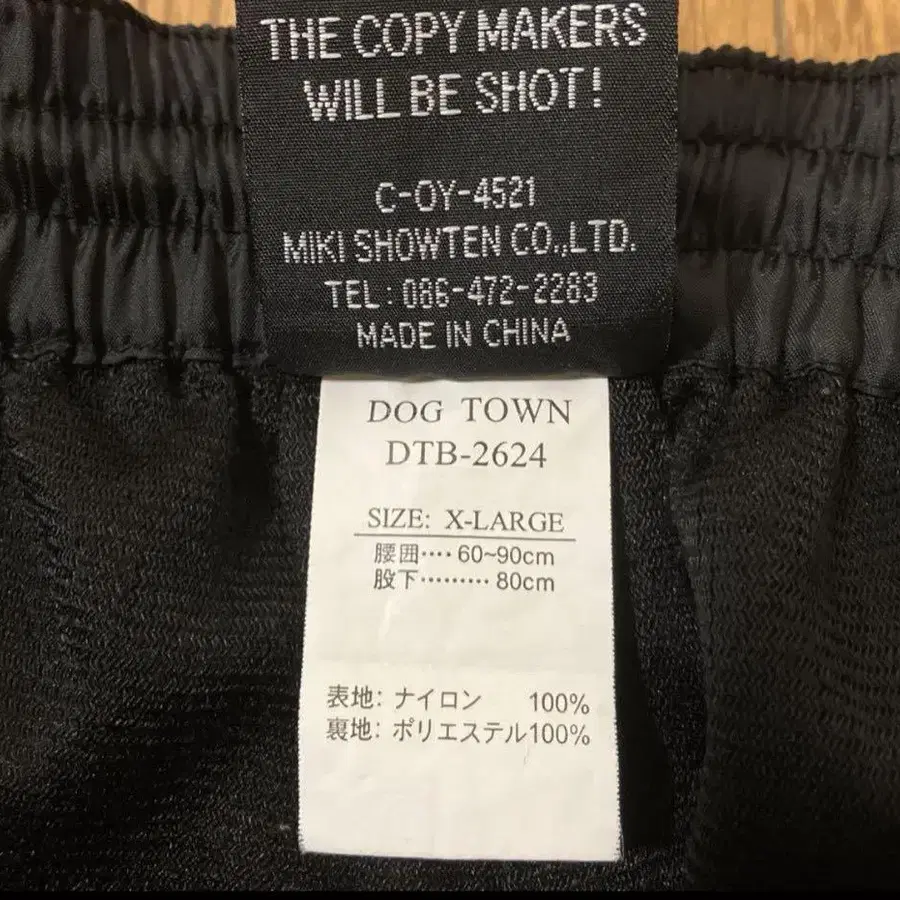 THE COPY MAKERS
WILL BE SHOT!
C-OY-4521
MIKI SHOWTEN CO.,LTD.
TEL: 086-472-2283
MADE IN CHINA
DOG TOWN
DTB-2624
SIZE: X-LARGE
腰囲････60~90cm
股下･････････ 80cm
表地: ナイロン 100%
裏地: ポリエステル100%